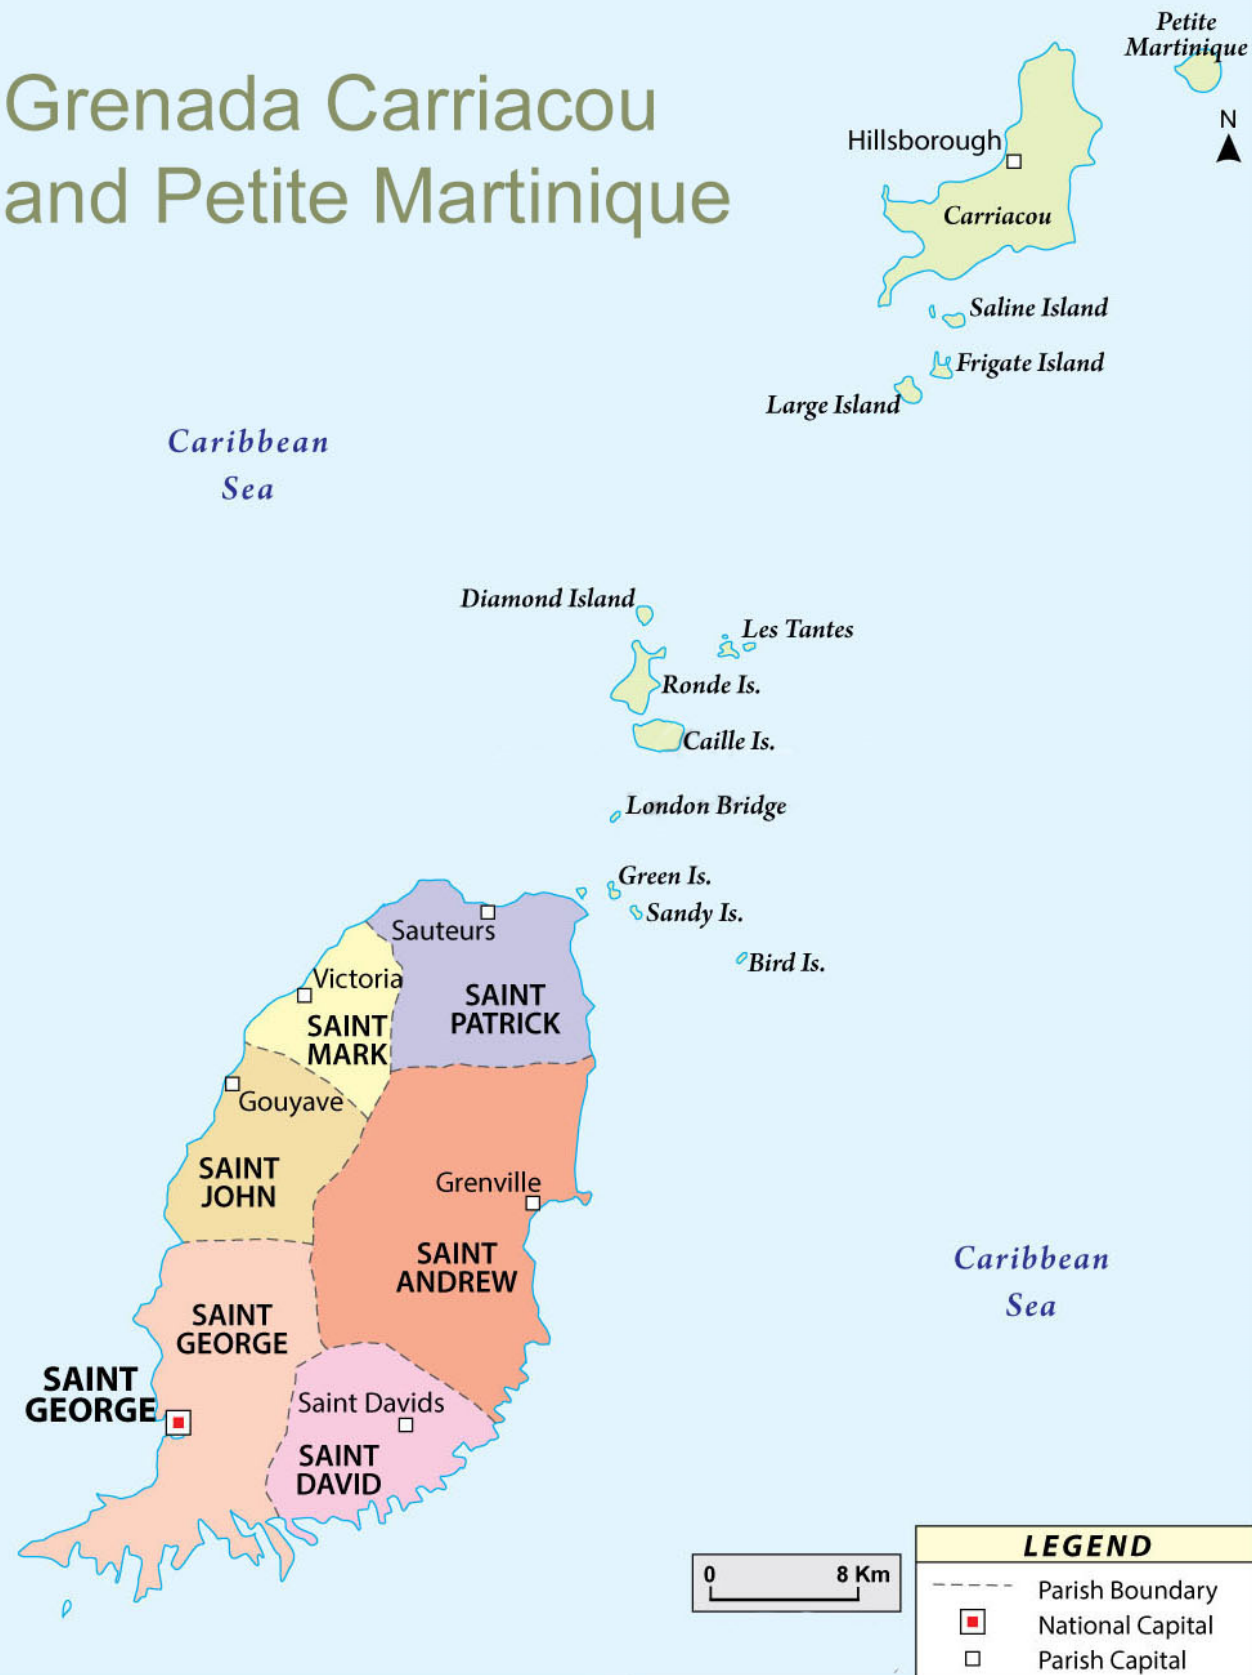 Petite
Martinique
Grenada Carriacou
and Petite Martinique
N
Hillsborough
Carriacou
Saline Island
Frigate Island
Large Island
Caribbean
Sea
Diamond Island
Les Tantes
Ronde Is.
Caille Is.
London Bridge
Green Is.
Sandy Is.
Sauteurs
Bird Is.
Victoria
SAINT
PATRICK
SAINT
MARK
Gouyave
SAINT
JOHN
Grenville
SAINT
ANDREW
Caribbean
Sea
SAINT
GEORGE
SAINT
GEORGE
Saint Davids
SAINT
DAVID
LEGEND
0 8 Km
Parish Boundary
National Capital
Parish Capital